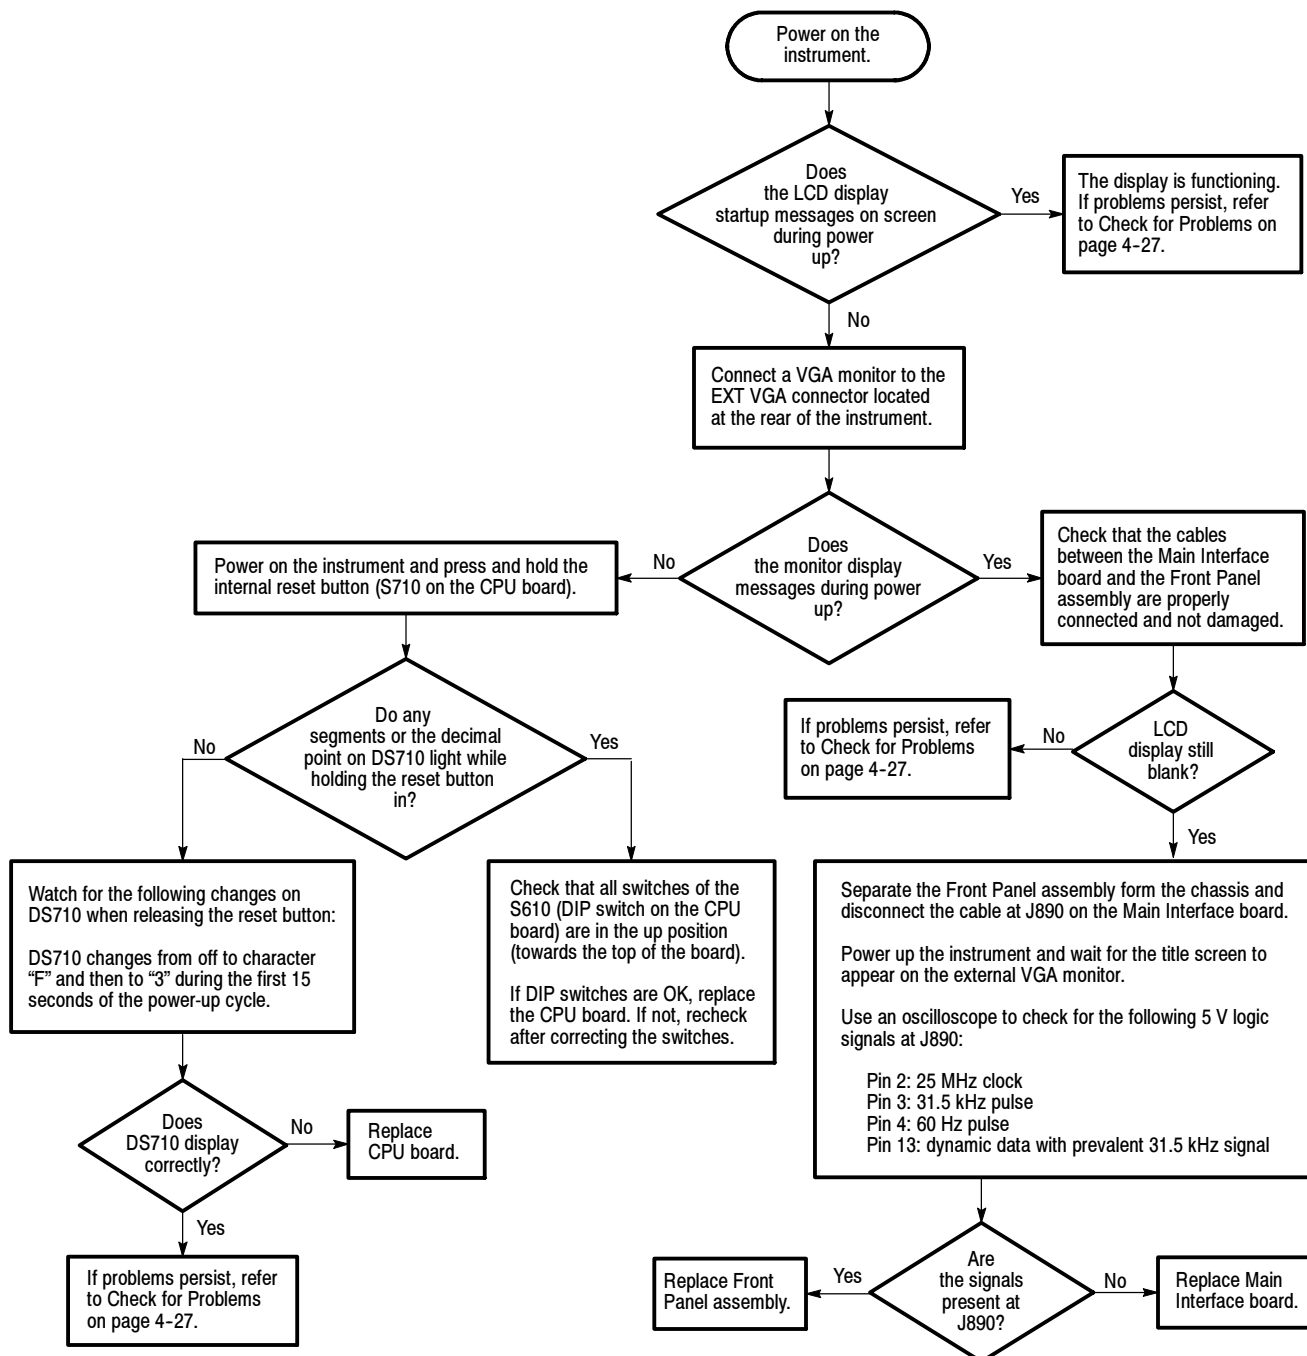 Power on the
instrument.
Does
the LCD display
startup messages on screen
during power
up?
Yes
The display is functioning.
If problems persist, refer
to Check for Problems on
page 4-27.
No
Connect a VGA monitor to the
EXT VGA connector located
at the rear of the instrument.
Does
the monitor display
messages during power
up?
No
Yes
Power on the instrument and press and hold the
internal reset button (S710 on the CPU board).
Check that the cables
between the Main Interface
board and the Front Panel
assembly are properly
connected and not damaged.
Do any
segments or the decimal
point on DS710 light while
holding the reset button
in?
No
Yes
If problems persist, refer
to Check for Problems
on page 4-27.
No
LCD
display still
blank?
Yes
Watch for the following changes on
DS710 when releasing the reset button:
DS710 changes from off to character
“F” and then to “3” during the first 15
seconds of the power-up cycle.
Check that all switches of the
S610 (DIP switch on the CPU
board) are in the up position
(towards the top of the board).
If DIP switches are OK, replace
the CPU board. If not, recheck
after correcting the switches.
Separate the Front Panel assembly form the chassis and
disconnect the cable at J890 on the Main Interface board.
Power up the instrument and wait for the title screen to
appear on the external VGA monitor.
Use an oscilloscope to check for the following 5 V logic
signals at J890:
Pin 2: 25 MHz clock
Pin 3: 31.5 kHz pulse
Pin 4: 60 Hz pulse
Pin 13: dynamic data with prevalent 31.5 kHz signal
Does
DS710 display
correctly?
No
Replace
CPU board.
Yes
If problems persist, refer
to Check for Problems
on page 4-27.
Are
the signals
present at
J890?
Yes
Replace Front
Panel assembly.
No
Replace Main
Interface board.